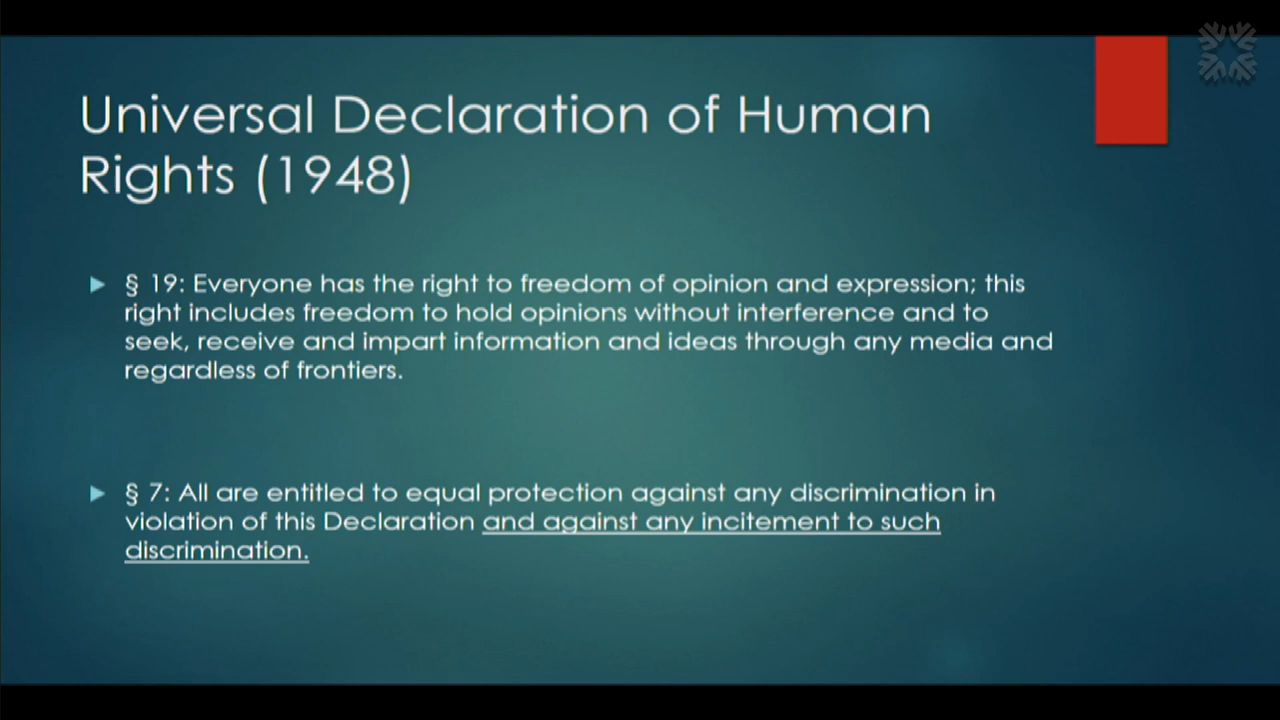 Universal Declaration of Human
Rights (1948)
§ 19: Everyone has the right to freedom of opinion and expression; this
right includes freedom to hold opinions without interference and to
seek, receive and impart information and ideas through any media and
regardless of frontiers.
§ 7: All are entitled to equal protection against any discrimination in
violation of this Declaration and against any incitement to such
discrimination.